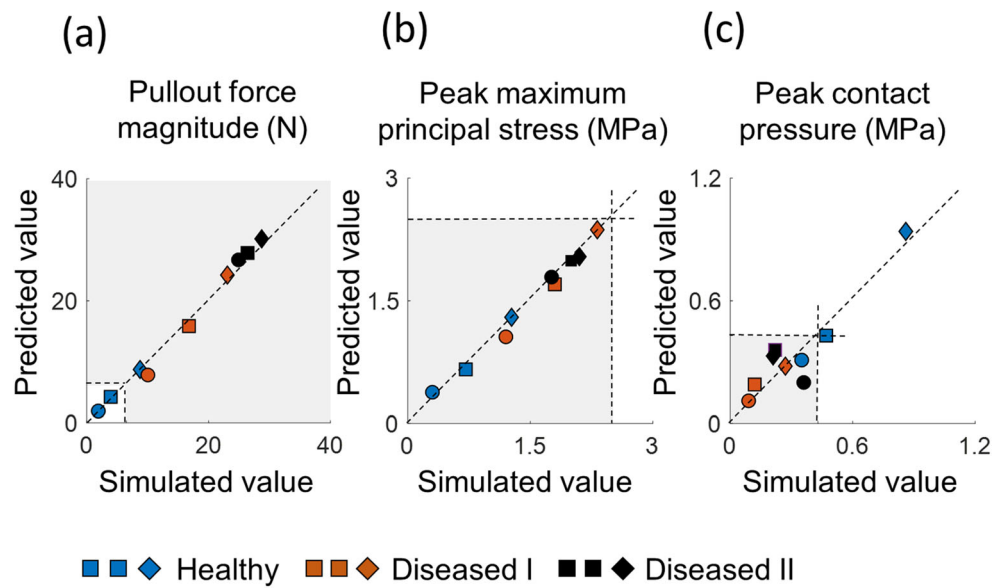 (a)
Pullout force
magnitude (N)
Predicted value
40
20
0
0
20
40
Simulated value
(b)
Peak maximum
principal stress (MPa)
Predicted value
3
1.5
0
0
1.5
3
Simulated value
(c)
Peak contact
pressure (MPa)
Predicted value
1.2
0.6
0
0
0.6
1.2
Simulated value
Healthy
Diseased I
Diseased II